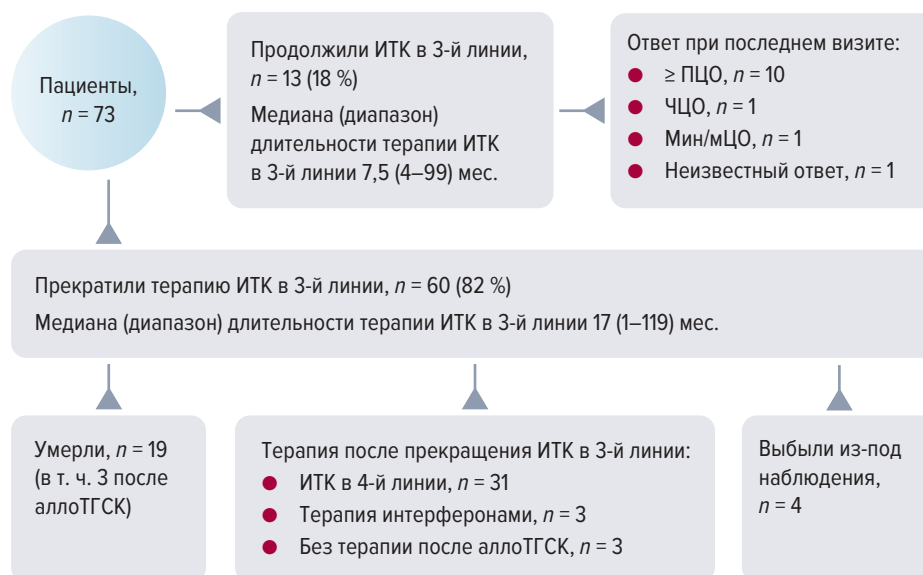 Пациенты,
n = 73
Продолжили ИТК в 3-й линии,
n = 13 (18 %)
Медиана (диапазон)
длительности терапии ИТК
в 3-й линии 7,5 (4–99) мес.
Ответ при последнем визите:
● ≥ ПЦО, n = 10
● ЧЦО, n = 1
● Мин/мЦО, n = 1
● Неизвестный ответ, n = 1
Прекратили терапию ИТК в 3-й линии, n = 60 (82 %)
Медиана (диапазон) длительности терапии ИТК в 3-й линии 17 (1–119) мес.
Умерли, n = 19
(в т. ч. 3 после
аллоТГСК)
Терапия после прекращения ИТК в 3-й линии:
● ИТК в 4-й линии, n = 31
● Терапия интерферонами, n = 3
● Без терапии после аллоТГСК, n = 3
Выбыли из-под
наблюдения,
n = 4